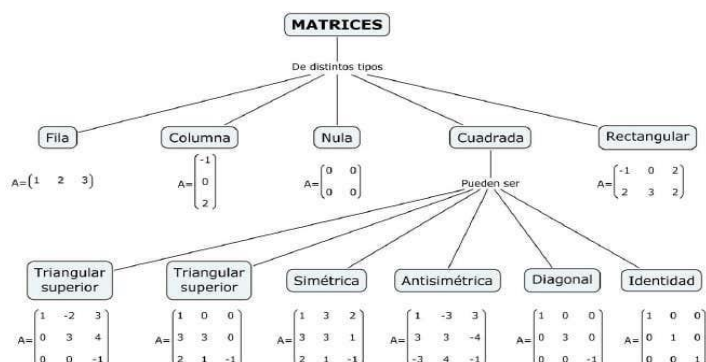 MATRICES
De distintos tipos
Fila
Columna
Nula
Cuadrada
Rectangular
A=(1 2 3)
A=
-1
0
2
A=
0 0
0 0
Pueden ser
A=
-1 0 2
2 3 2
Triangular
superior
Triangular
superior
Simétrica
Antisimétrica
Diagonal
Identidad
A=
1 -2 3
0 3 4
0 0 -1
A=
1 0 0
3 3 0
2 1 -1
A=
1 3 2
3 3 1
2 1 -1
A=
1 -3 3
3 3 -4
-3 4 -1
A=
1 0 0
0 3 0
0 0 -1
A=
1 0 0
0 1 0
0 0 1